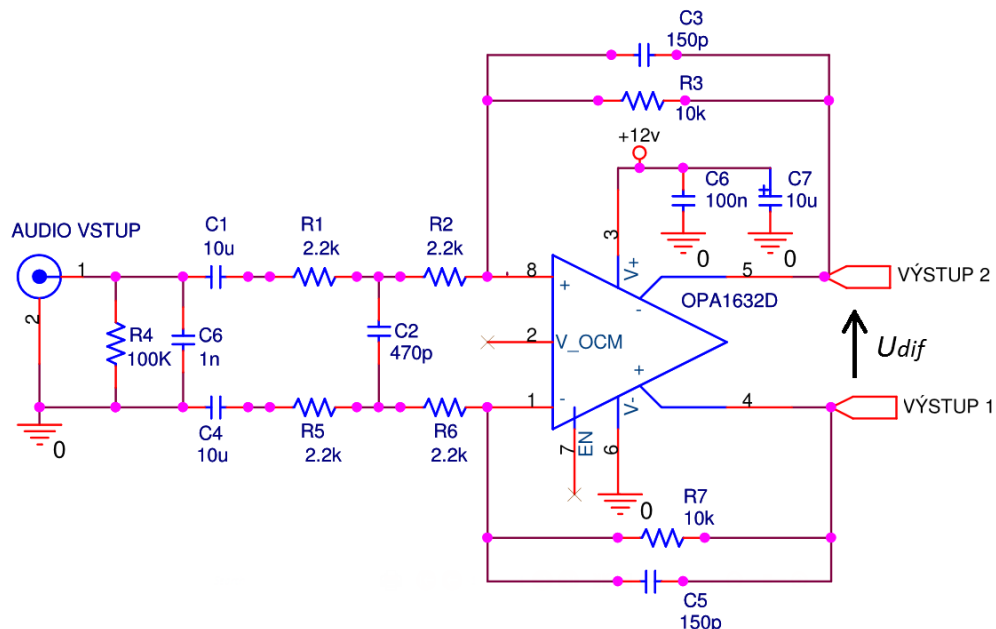 C3
150p
R3
10k
+12v
C6
100n
C7
10u
0
0
3
V+
AUDIO VSTUP
1
2
C1
10u
R1
2.2k
R2
2.2k
8
+
5
-
OPA1632D
VÝSTUP 2
R4
100K
C6
1n
C2
470p
2
V_OCM
Udif
+
1
-
4
VÝSTUP 1
V-
EN
7
6
0
0
C4
10u
R5
2.2k
R6
2.2k
R7
10k
C5
150p